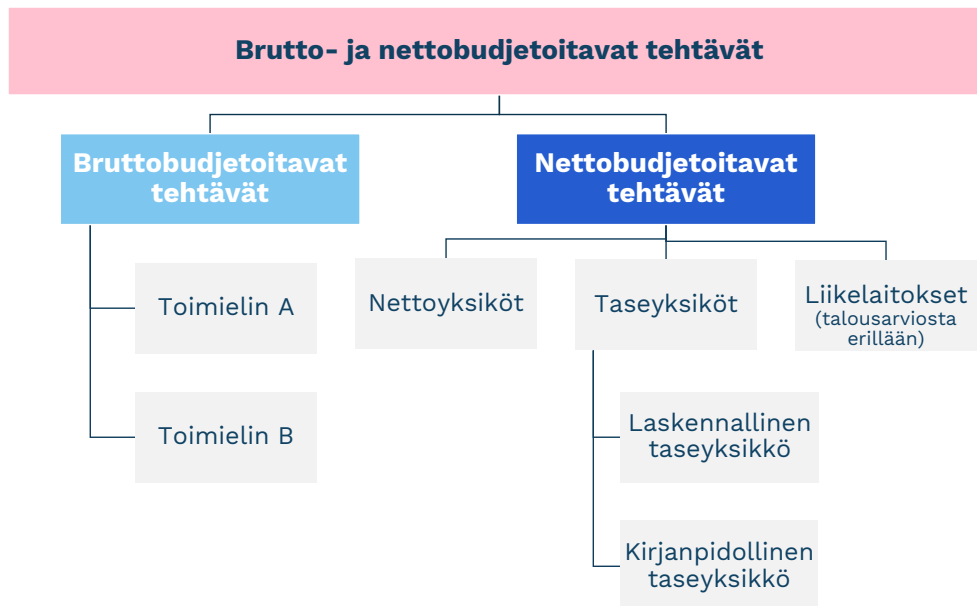 Brutto- ja nettobudjetoitavat tehtävät
Bruttobudjetoitavat
tehtävät
Nettobudjetoitavat
tehtävät
Toimielin A
Toimielin B
Nettoyksiköt
Taseyksiköt
Liikelaitokset
(talousarviosta
erillään)
Laskennallinen
taseyksikkö
Kirjanpidollinen
taseyksikkö